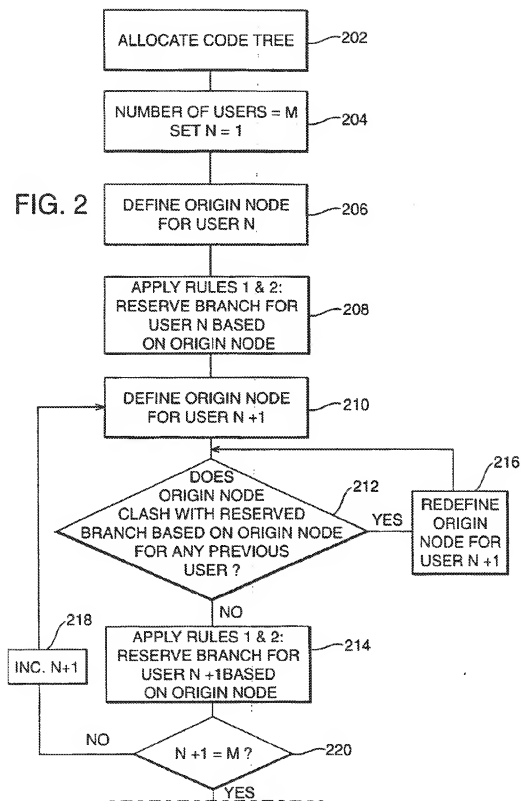 ALLOCATE CODE TREE
202
NUMBER OF USERS = M
SET N = 1
204
FIG. 2
DEFINE ORIGIN NODE
FOR USER N
206
APPLY RULES 1 & 2:
RESERVE BRANCH FOR
USER N BASED
ON ORIGIN NODE
208
DEFINE ORIGIN NODE
FOR USER N +1
210
DOES
ORIGIN NODE
CLASH WITH RESERVED
BRANCH BASED ON ORIGIN NODE
FOR ANY PREVIOUS
USER ?
212
YES
216
REDEFINE
ORIGIN
NODE FOR
USER N +1
NO
218
INC. N+1
APPLY RULES 1 & 2:
RESERVE BRANCH FOR
USER N +1BASED
ON ORIGIN NODE
214
NO
N +1 = M ?
220
YES